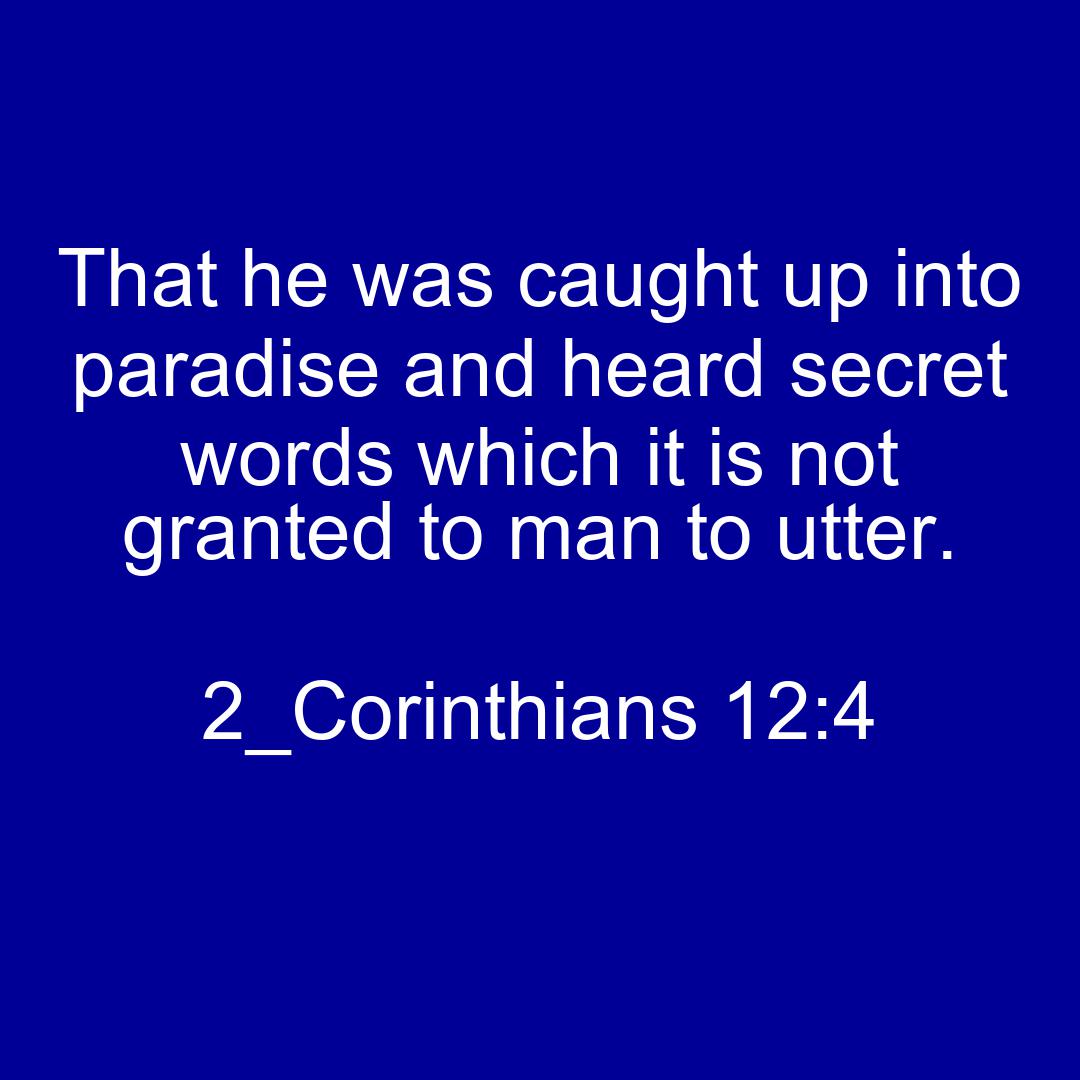 That he was caught up into
paradise and heard secret
words which it is not
granted to man to utter.
2_Corinthians 12:4